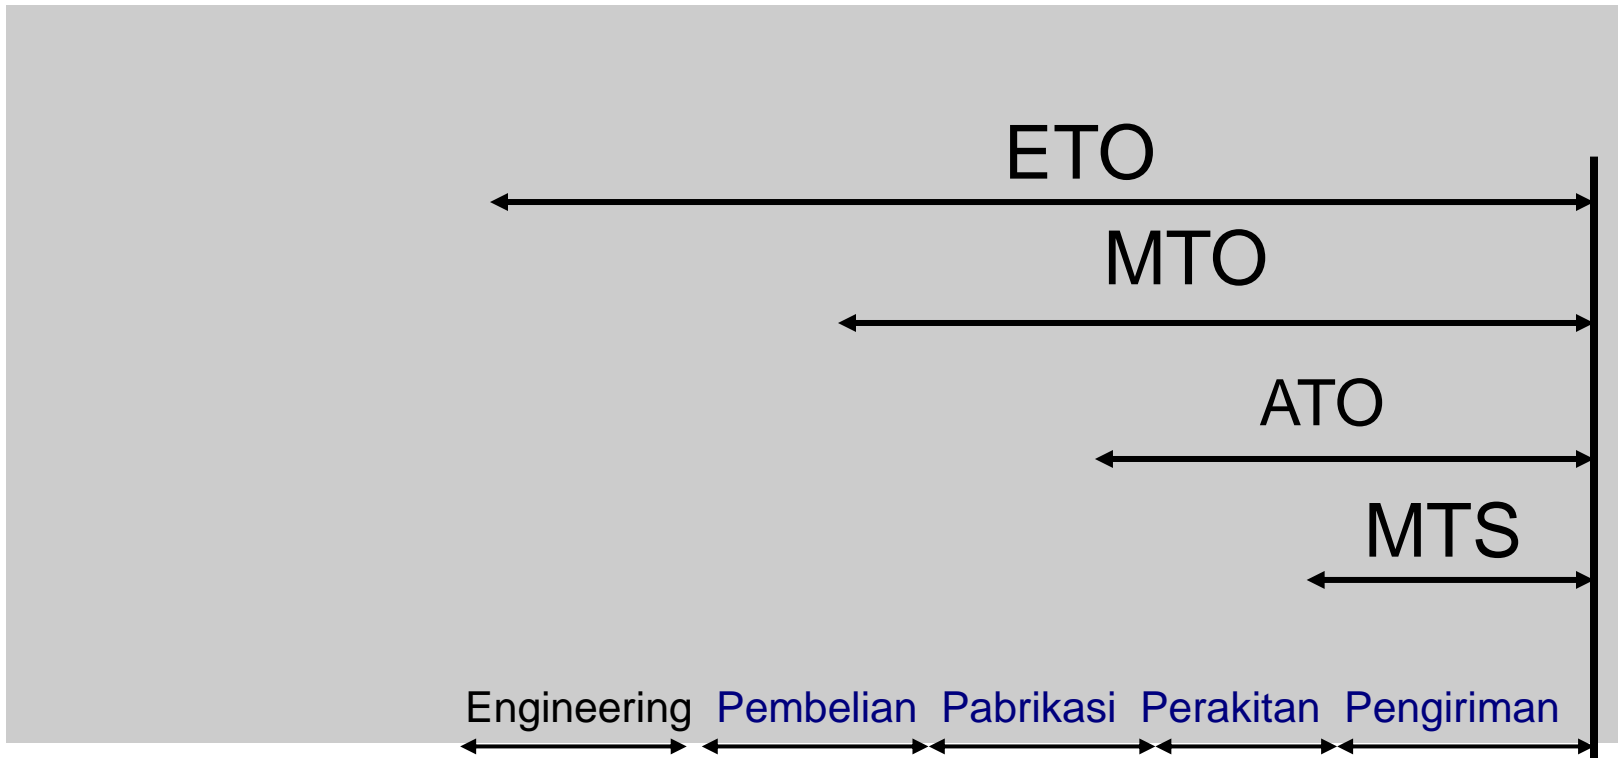 ETO
MTO
ATO
MTS
Engineering Pembelian Pabrikasi Perakitan Pengiriman